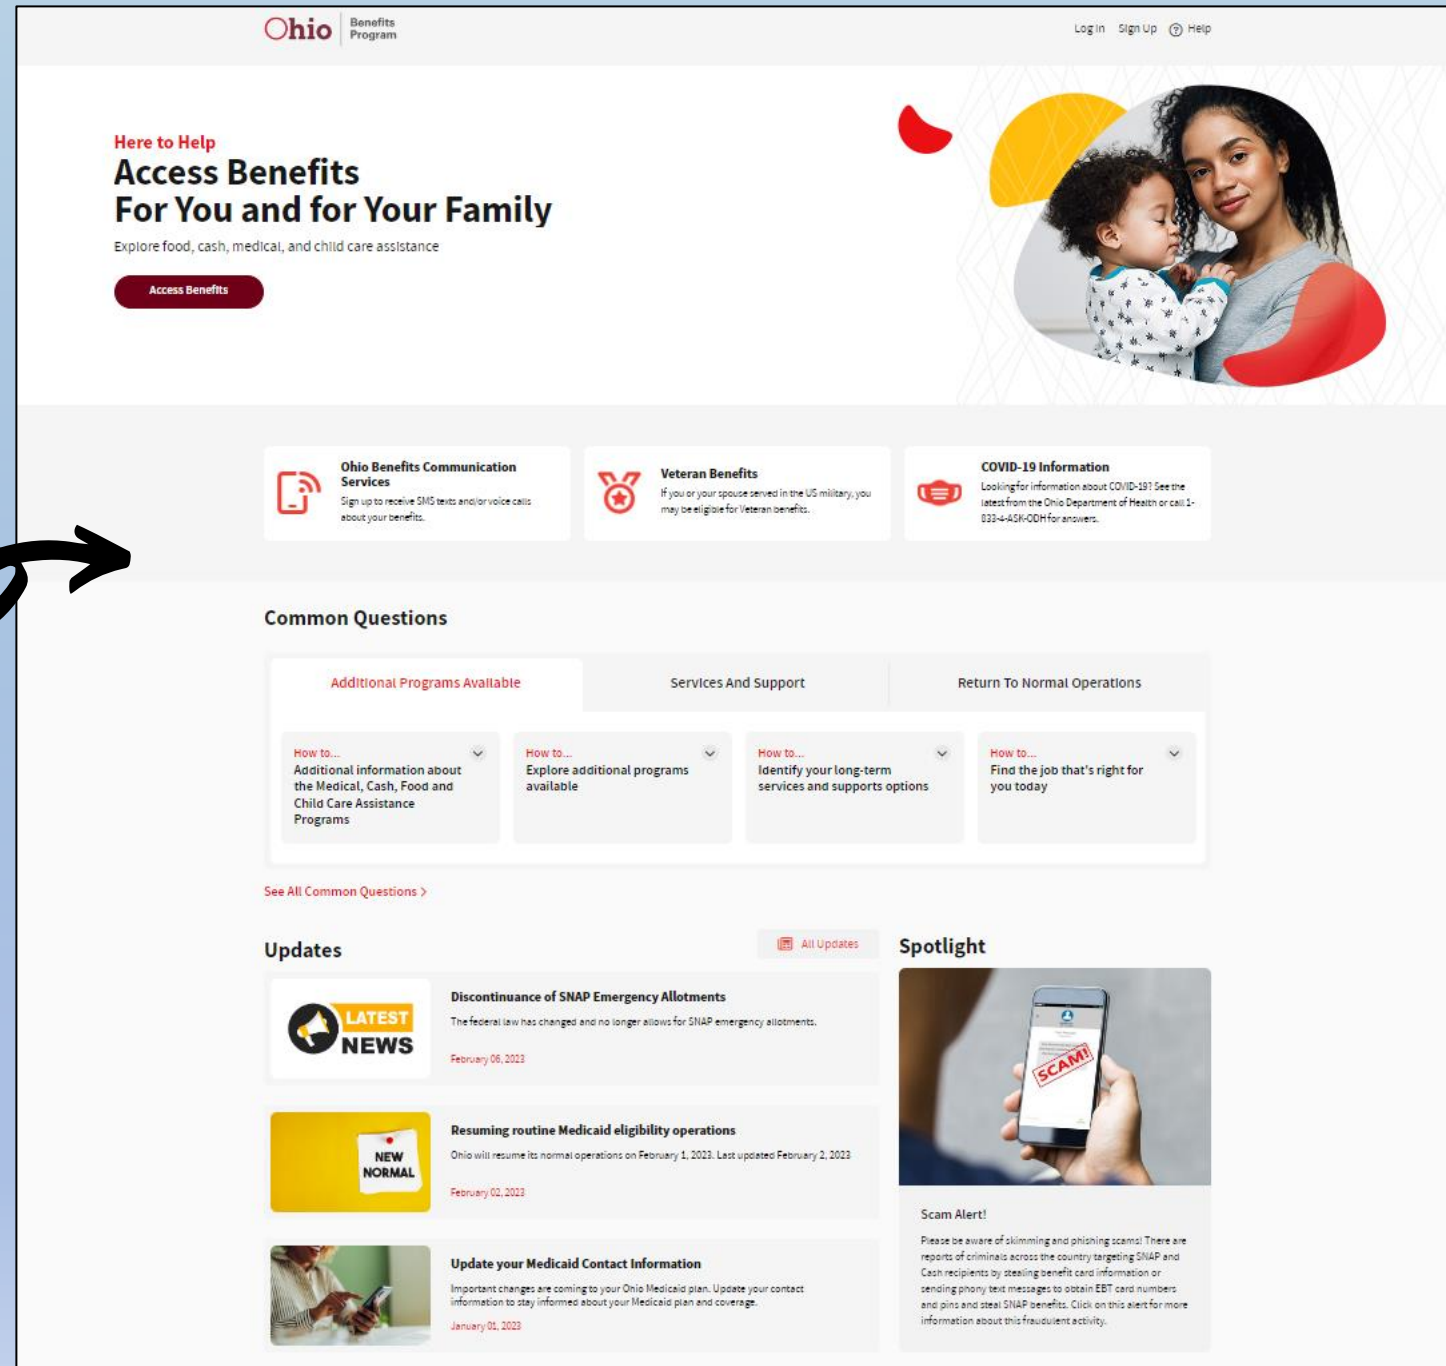 Ohio
Benefits
Program
Log In
Sign Up
? Help
Here to Help
Access Benefits
For You and for Your Family
Explore food, cash, medical, and child care assistance
Access Benefits
Ohio Benefits Communication
Services
Sign up to receive SMS texts and/or voice calls
about your benefits.
Veteran Benefits
If you or your spouse served in the US military, you
may be eligible for Veteran benefits.
COVID-19 Information
Looking for information about COVID-19? See the
latest from the Ohio Department of Health or call 1-
833-4-ASK-ODH for answers.
Common Questions
Additional Programs Available
Services And Support
Return To Normal Operations
How to...
Additional information about
the Medical, Cash, Food and
Child Care Assistance
Programs
How to...
Explore additional programs
available
How to...
Identify your long-term
services and supports options
How to...
Find the job that's right for
you today
See All Common Questions >
Updates
All Updates
LATEST
NEWS
Discontinuance of SNAP Emergency Allotments
The federal law has changed and no longer allows for SNAP emergency allotments.
February 06, 2023
NEW
NORMAL
Resuming routine Medicaid eligibility operations
Ohio will resume its normal operations on February 1, 2023. Last updated February 2, 2023
February 02, 2023
Update your Medicaid Contact Information
Important changes are coming to your Ohio Medicaid plan. Update your contact
information to stay informed about your Medicaid plan and coverage.
January 01, 2023
Spotlight
SCAM!
Scam Alert!
Please be aware of skimming and phishing scams! There are
reports of criminals across the country targeting SNAP and
Cash recipients by stealing benefit card information or
sending phony text messages to obtain EBT card numbers
and pins and steal SNAP benefits. Click on this alert for more
information about this fraudulent activity.